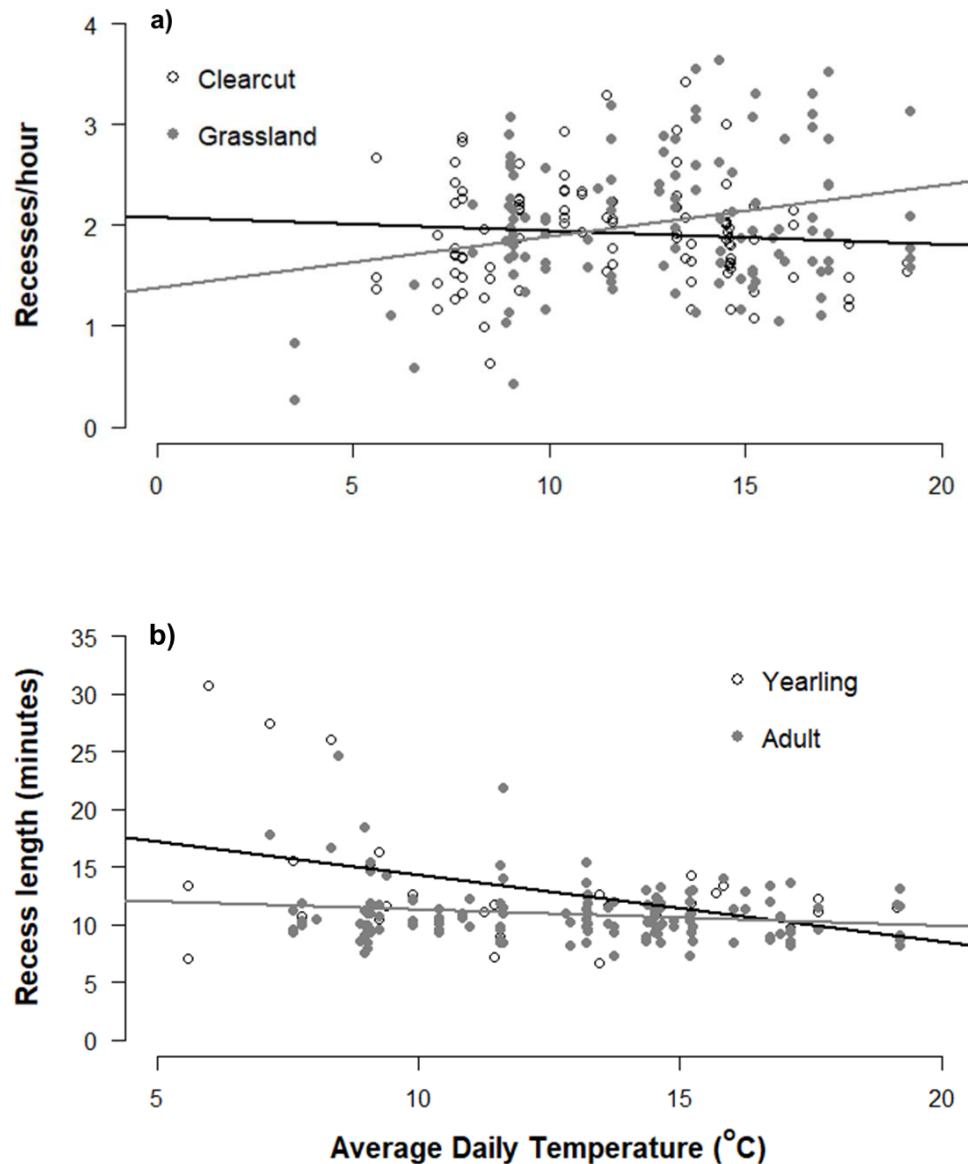 a)
4
3
2
1
0
Recesses/hour
Clearcut
Grassland
0 5 10 15 20
b)
35
30
25
20
15
10
5
0
Recess length (minutes)
Yearling
Adult
5 10 15 20
Average Daily Temperature (°C)